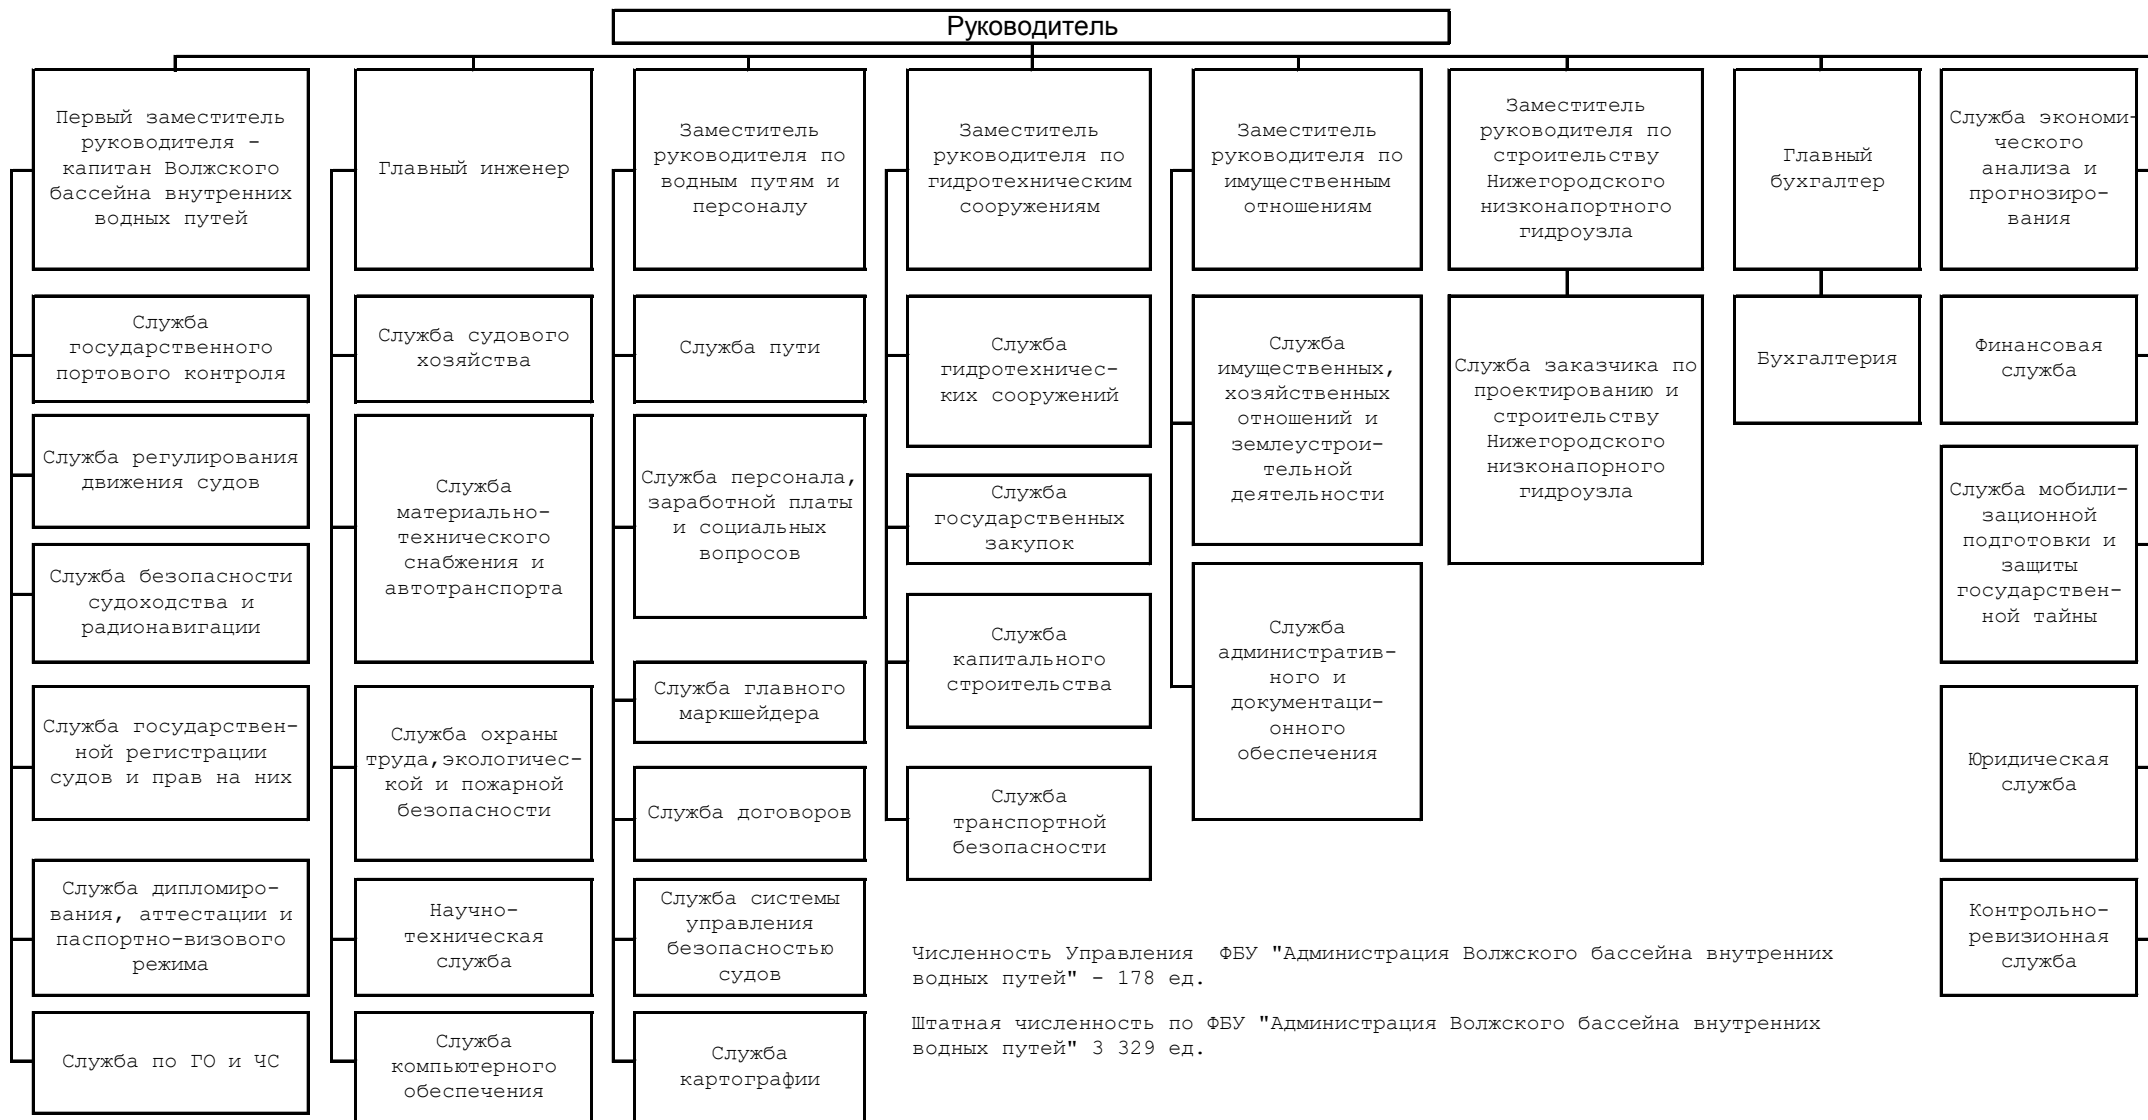 Руководитель
Первый заместитель
руководителя -
капитан Волжского
бассейна внутренних
водных путей
Служба
государственного
портового контроля
Служба регулирования
движения судов
Служба безопасности
судоходства и
радионавигации
Служба государствен-
ной регистрации
судов и прав на них
Служба дипломиро-
вания, аттестации и
паспортно-визового
режима
Служба по ГО и ЧС
Главный инженер
Служба судового
хозяйства
Служба
материально-
технического
снабжения и
автотранспорта
Служба охраны
труда,экологичес-
кой и пожарной
безопасности
Научно-
техническая
служба
Служба
компьютерного
обеспечения
Заместитель
руководителя по
водным путям и
персоналу
Служба пути
Служба персонала,
заработной платы
и социальных
вопросов
Служба главного
маркшейдера
Служба договоров
Служба системы
управления
безопасностью
судов
Служба
картографии
Заместитель
руководителя по
гидротехническим
сооружениям
Служба
гидротехничес-
ких сооружений
Служба
государственных
закупок
Служба
капитального
строительства
Служба
транспортной
безопасности
Заместитель
руководителя по
имущественным
отношениям
Служба
имущественных,
хозяйственных
отношений и
землеустрои-
тельной
деятельности
Служба
административ-
ного и
документаци-
онного
обеспечения
Заместитель
руководителя по
строительству
Нижегородского
низконапортного
гидроузла
Служба заказчика по
проектированию и
строительству
Нижегородского
низконапорного
гидроузла
Главный
бухгалтер
Бухгалтерия
Служба экономи-
ческого
анализа и
прогнозиро-
вания
Финансовая
служба
Служба мобили-
зационной
подготовки и
защиты
государствен-
ной тайны
Юридическая
служба
Контрольно-
ревизионная
служба
Численность Управления ФБУ "Администрация Волжского бассейна внутренних
водных путей" - 178 ед.
Штатная численность по ФБУ "Администрация Волжского бассейна внутренних
водных путей" 3 329 ед.